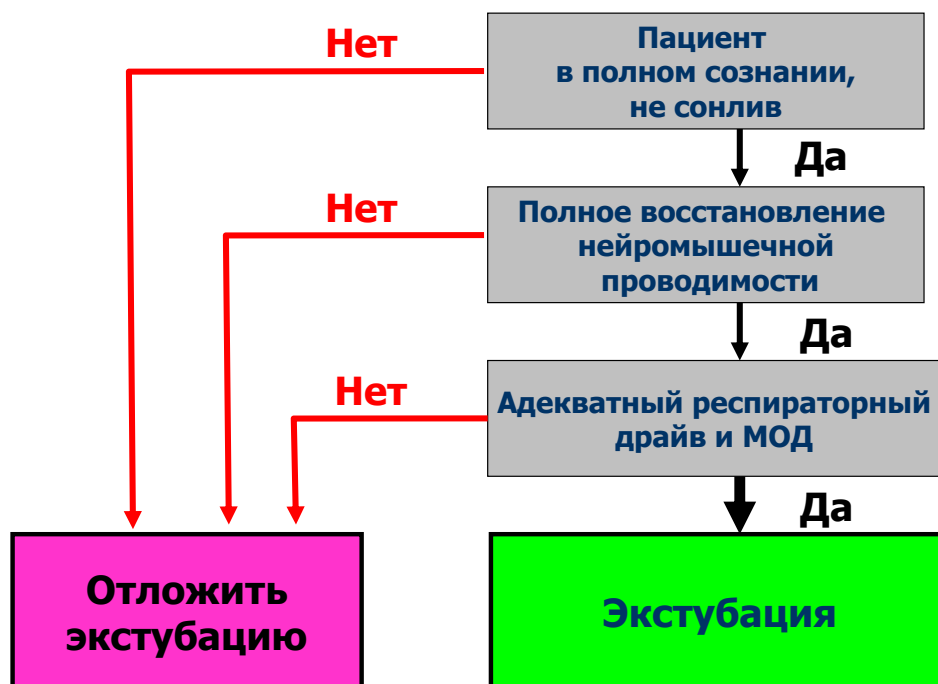 Нет
Пациент
в полном сознании,
не сонлив
Да
Нет
Полное восстановление
нейромышечной
проводимости
Да
Нет
Адекватный респираторный
драйв и МОД
Да
Отложить
экстубацию
Экстубация